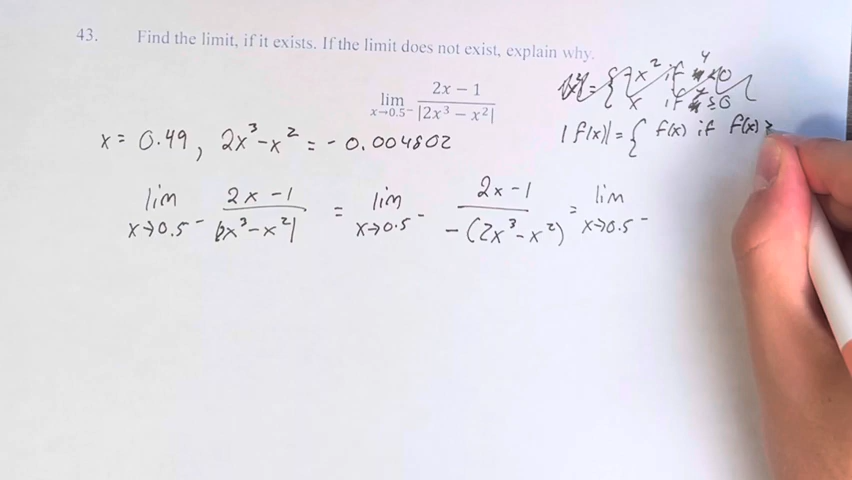 43. Find the limit, if it exists. If the limit does not exist, explain why.
lim x→0.5⁻ (2x − 1)/|2x³ − x²|
|f(x)| = { f(x) if f(x) ≥
x = 0.49, 2x³-x² = -0.004802
lim x→0.5⁻ (2x-1)/|2x³-x²| = lim x→0.5⁻ (2x-1)/-(2x³-x²) = lim x→0.5⁻